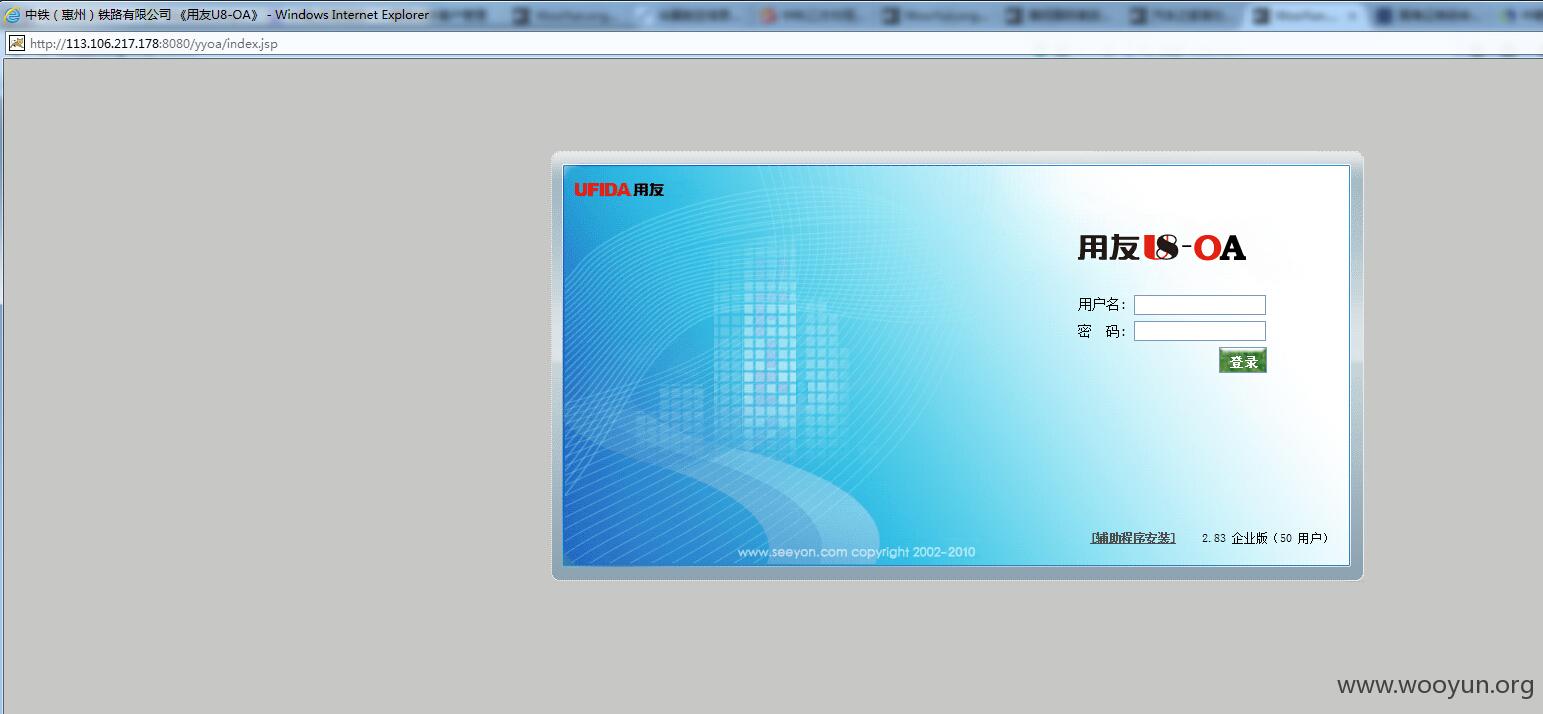 中铁（惠州）铁路有限公司 《用友U8-OA》 - Windows Internet Explorer
http://113.106.217.178:8080/yyoa/index.jsp
UFIDA用友
用友U8-OA
用户名：
密 码：
登录
[辅助程序安装] 2.83 企业版（50 用户）
www.seeyon.com copyright 2002-2010
www.wooyun.org